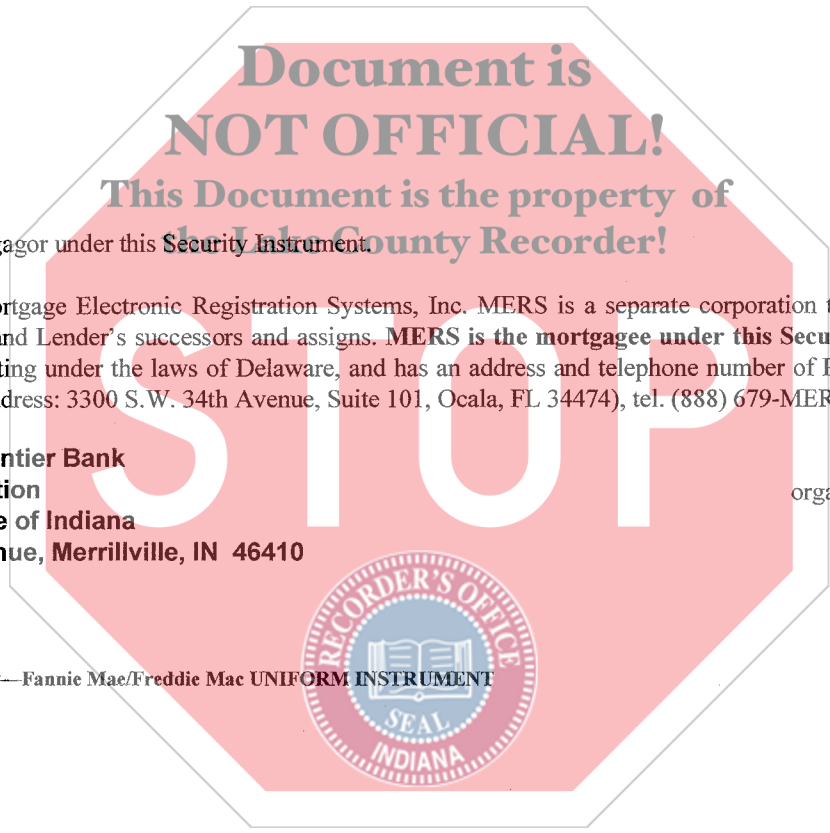 Document is
NOT OFFICIAL!
This Document is the property of
the Lake County Recorder!
gagor under this Security Instrument.
ortgage Electronic Registration Systems, Inc. MERS is a separate corporation t
and Lender's successors and assigns. MERS is the mortgagee under this Secu
ting under the laws of Delaware, and has an address and telephone number of P
dress: 3300 S.W. 34th Avenue, Suite 101, Ocala, FL 34474), tel. (888) 679-MER
STOP
ntier Bank
tion
orga
e of Indiana
nue, Merrillville, IN 46410
RECORDER'S OFFICE
—Fannie Mae/Freddie Mac UNIFORM INSTRUMENT
SEAL
INDIANA